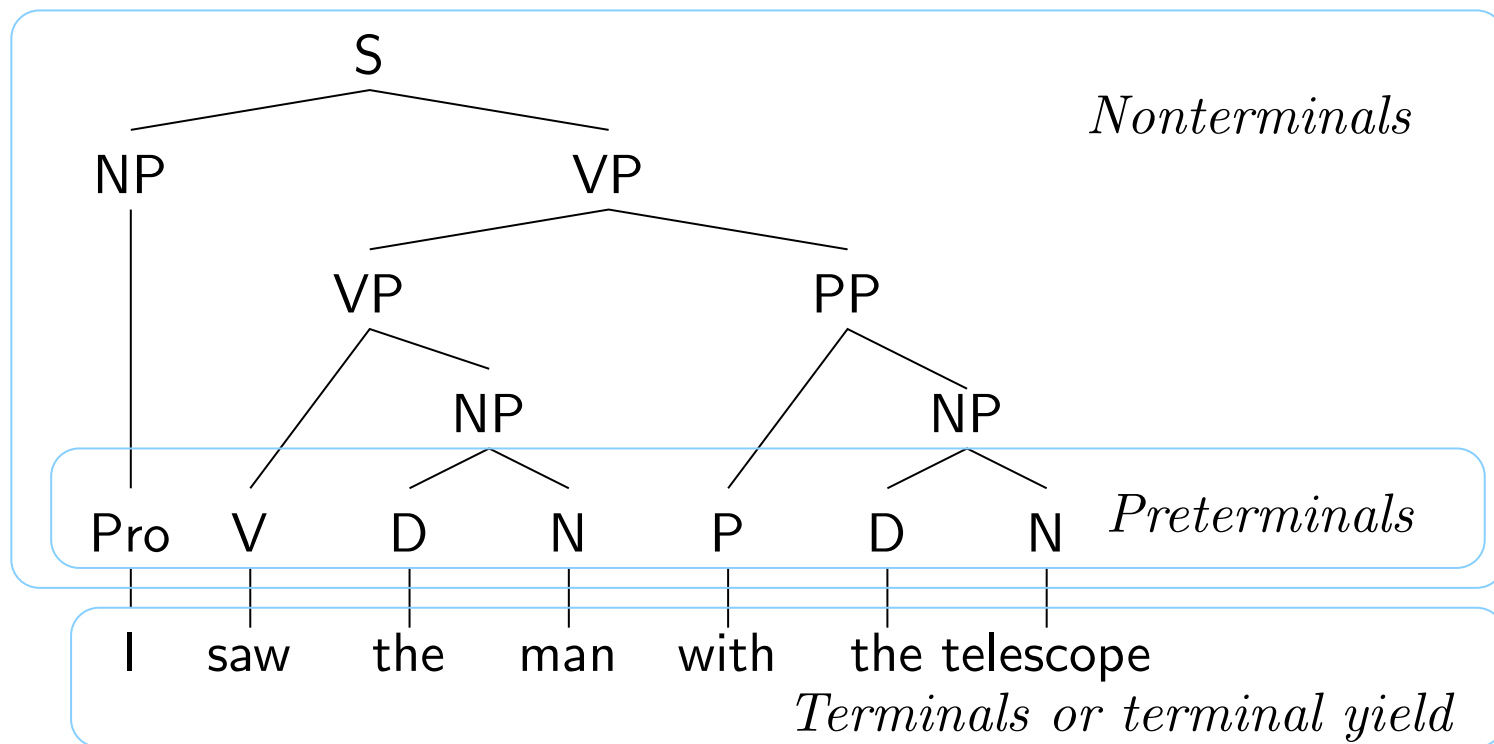 S
Nonterminals
NP VP
VP PP
NP NP
Pro V D N P D N Preterminals
I saw the man with the telescope
Terminals or terminal yield